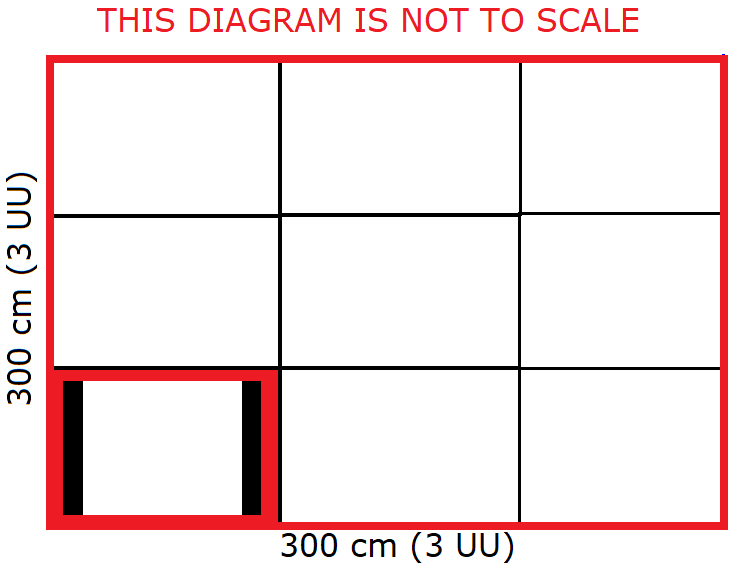 THIS DIAGRAM IS NOT TO SCALE
300 cm (3 UU)
300 cm (3 UU)